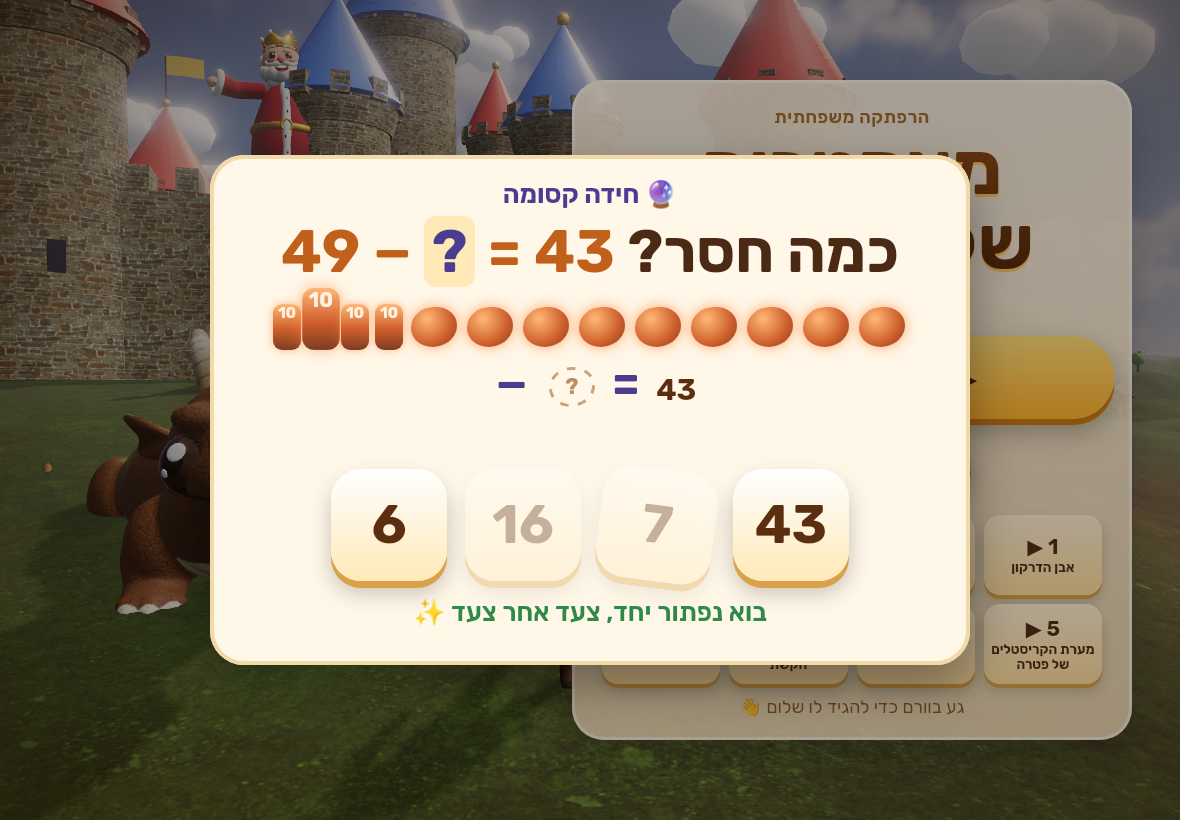 הרפתקה משפחתית
🔮 חידה קסומה
כמה חסר? 49 − ? = 43
10 10 10 10
− ? = 43
6 16 7 43
בוא נפתור יחד, צעד אחר צעד ✨
▶ 1
אבן הדרקון
▶ 5
מערת הקריסטלים
של פטרה
גע בוורם כדי להגיד לו שלום 👋